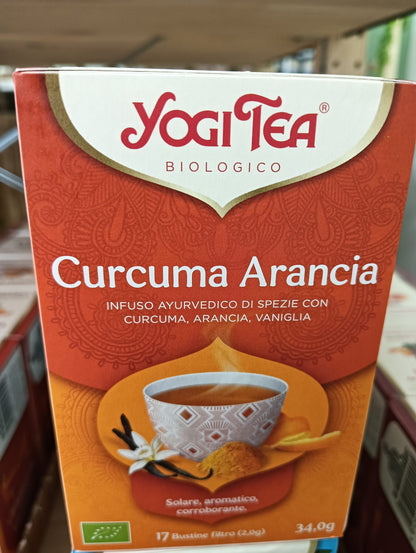 YOGI TEA®
BIOLOGICO
Curcuma Arancia
INFUSO AYURVEDICO DI SPEZIE CON
CURCUMA, ARANCIA, VANIGLIA
Solare, aromatico,
corroborante.
17 Bustine filtro (2,0g) 34,0g